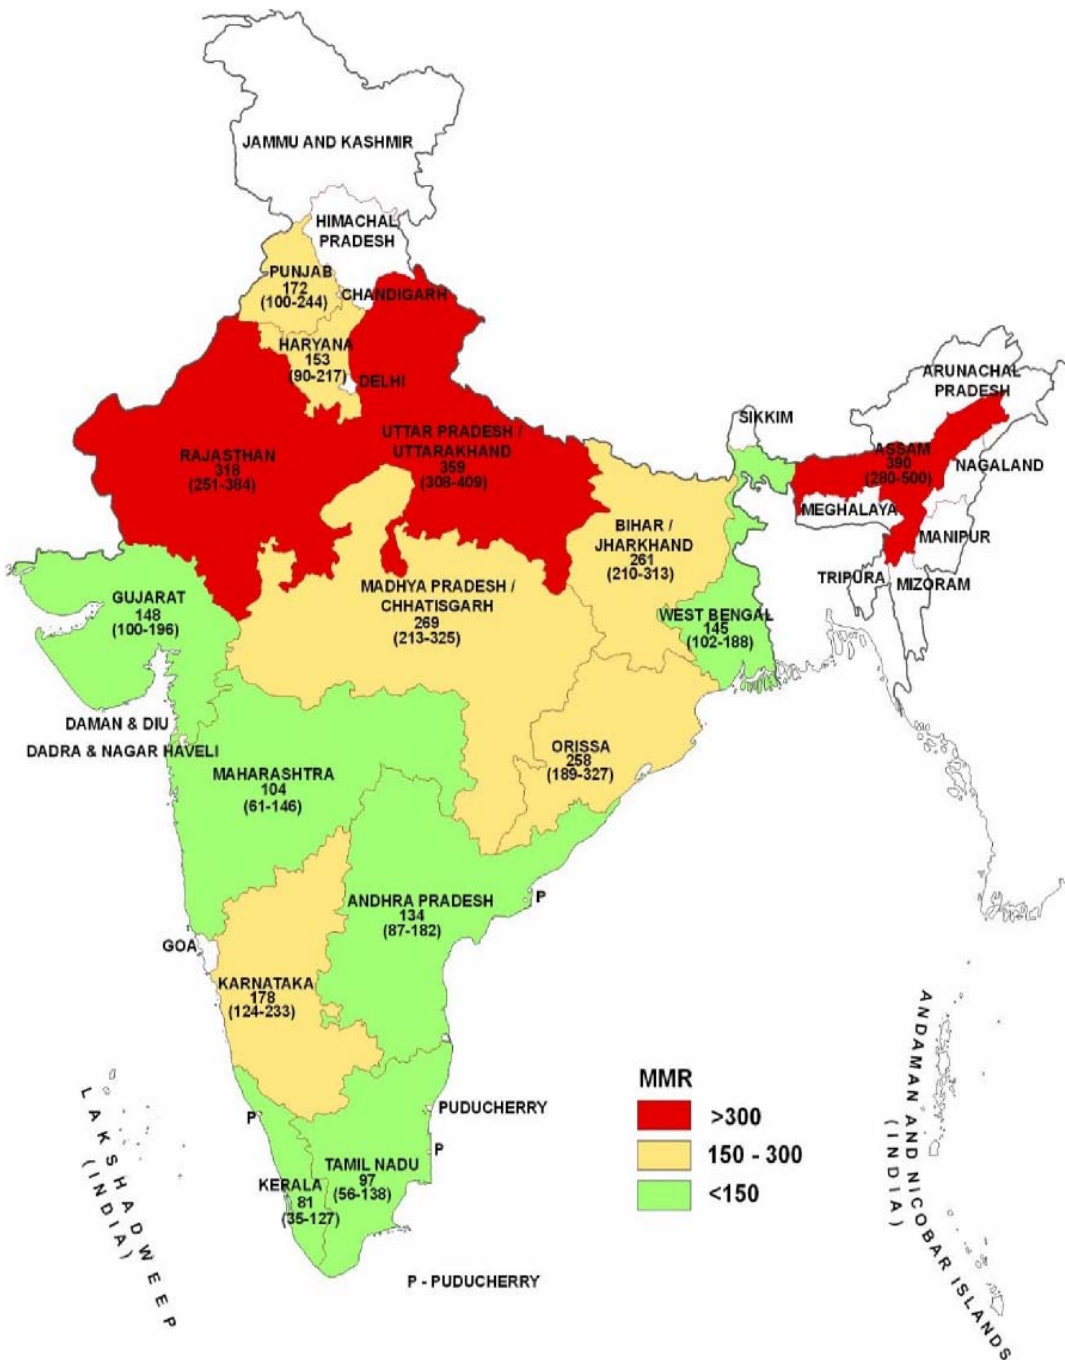 JAMMU AND KASHMIR
HIMACHAL
PRADESH
PUNJAB
172
(100-244)
CHANDIGARH
HARYANA
153
(90-217)
DELHI
ARUNACHAL
PRADESH
SIKKIM
UTTAR PRADESH /
UTTARAKHAND
359
(308-409)
RAJASTHAN
318
(251-384)
ASSAM
390
(280-500)
NAGALAND
MEGHALAYA
MANIPUR
BIHAR /
JHARKHAND
261
(210-313)
TRIPURA
MIZORAM
MADHYA PRADESH /
CHHATISGARH
269
(213-325)
GUJARAT
148
(100-196)
WEST BENGAL
145
(102-188)
DAMAN & DIU
DADRA & NAGAR HAVELI
ORISSA
258
(189-327)
MAHARASHTRA
104
(61-146)
ANDHRA PRADESH
134
(87-182)
P
GOA
KARNATAKA
178
(124-233)
MMR
>300
150 - 300
<150
PUDUCHERRY
P
P
TAMIL NADU
97
(56-138)
KERALA
81
(35-127)
LAKSHADWEEP
(INDIA)
ANDAMAN AND NICOBAR ISLANDS
(INDIA)
P - PUDUCHERRY